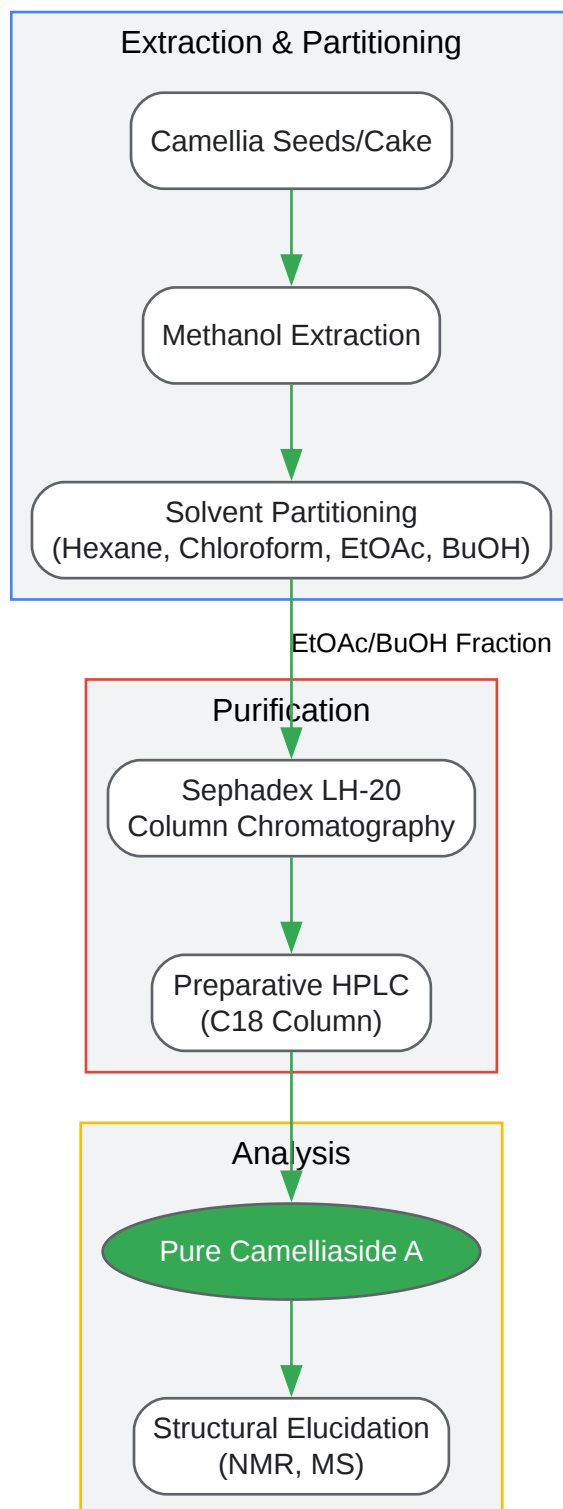 Extraction & Partitioning
Camellia Seeds/Cake
Methanol Extraction
Solvent Partitioning
(Hexane, Chloroform, EtOAc, BuOH)
EtOAc/BuOH Fraction
Purification
Sephadex LH-20
Column Chromatography
Preparative HPLC
(C18 Column)
Analysis
Pure Camelliaside A
Structural Elucidation
(NMR, MS)